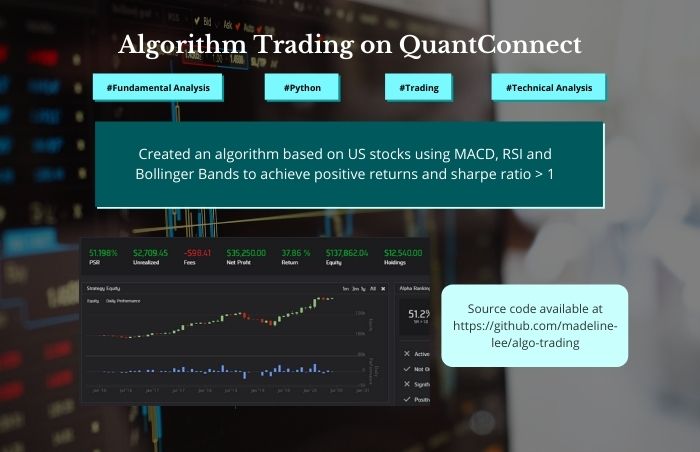 Algorithm Trading on QuantConnect
#Fundamental Analysis
#Python
#Trading
#Technical Analysis
Created an algorithm based on US stocks using MACD, RSI and
Bollinger Bands to achieve positive returns and sharpe ratio > 1
51.198% $2,709.45 -$98.41 $35,250.00 37.86 % $137,862.04 $12,540.00
PSR Unrealized Fees Net Profit Return Equity Holdings
Strategy Equity 1m 3m 1y All
Equity Daily Performance
Alpha Ranking
51.2%
Active
Not
Positiv
Source code available at
https://github.com/madeline-
lee/algo-trading